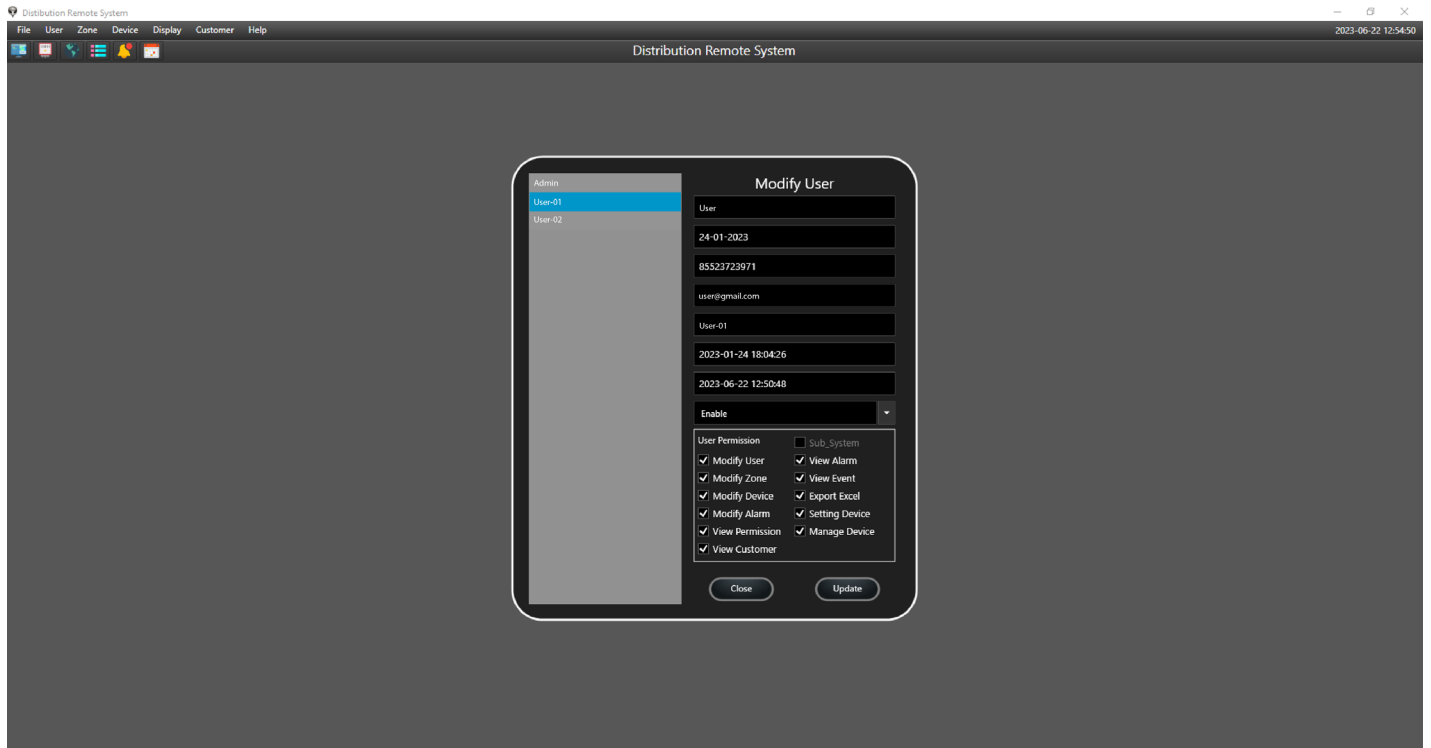 Distibution Remote System
File User Zone Device Display Customer Help 2023-06-22 12:54:50
Distribution Remote System
Admin
User-01
User-02
Modify User
User
24-01-2023
85523723971
user@gmail.com
User-01
2023-01-24 18:04:26
2023-06-22 12:50:48
Enable
User Permission Sub_System
Modify User View Alarm
Modify Zone View Event
Modify Device Export Excel
Modify Alarm Setting Device
View Permission Manage Device
View Customer
Close Update